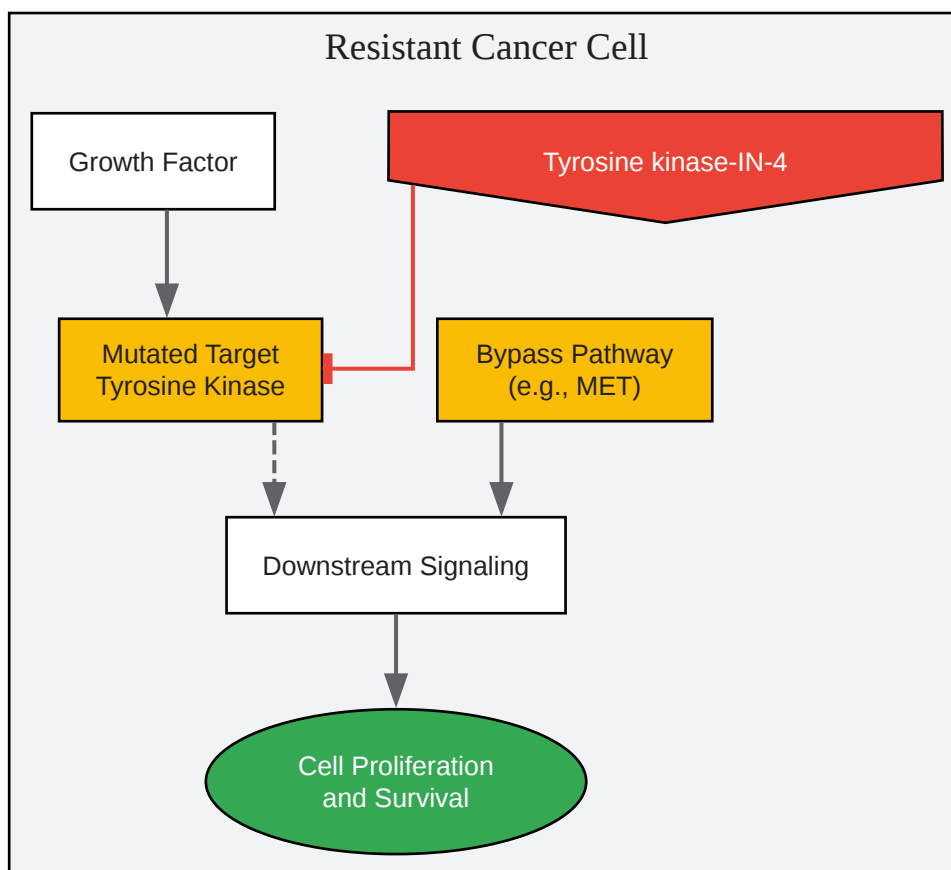 Resistant Cancer Cell
Growth Factor
Tyrosine kinase-IN-4
Mutated Target
Tyrosine Kinase
Bypass Pathway
(e.g., MET)
Downstream Signaling
Cell Proliferation
and Survival